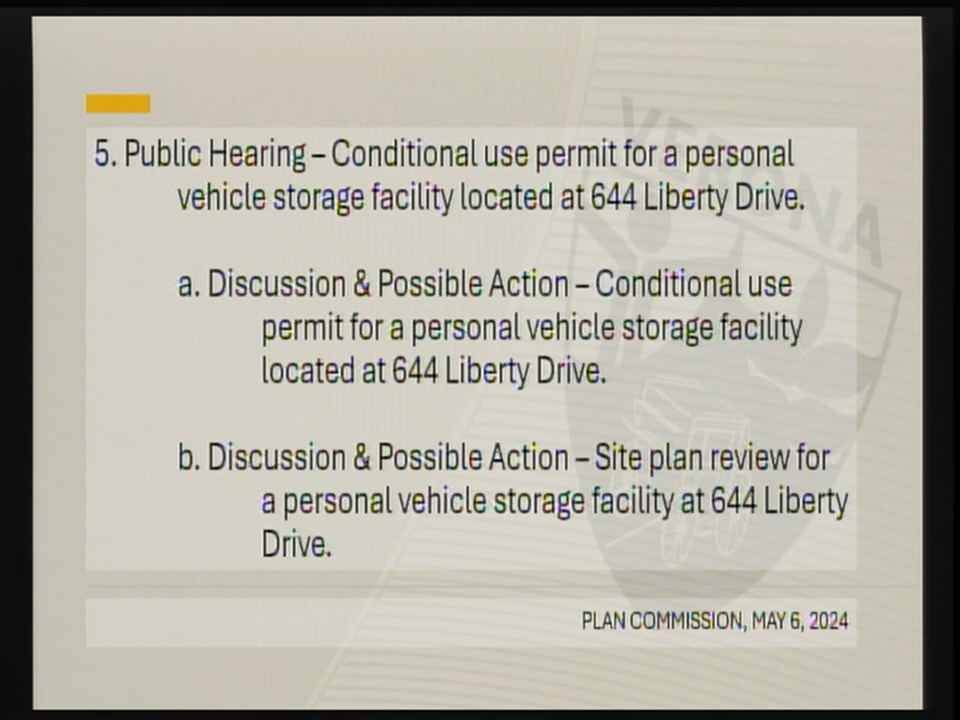 VERONA
5. Public Hearing – Conditional use permit for a personal
vehicle storage facility located at 644 Liberty Drive.
a. Discussion & Possible Action – Conditional use
permit for a personal vehicle storage facility
located at 644 Liberty Drive.
b. Discussion & Possible Action – Site plan review for
a personal vehicle storage facility at 644 Liberty
Drive.
PLAN COMMISSION, MAY 6, 2024